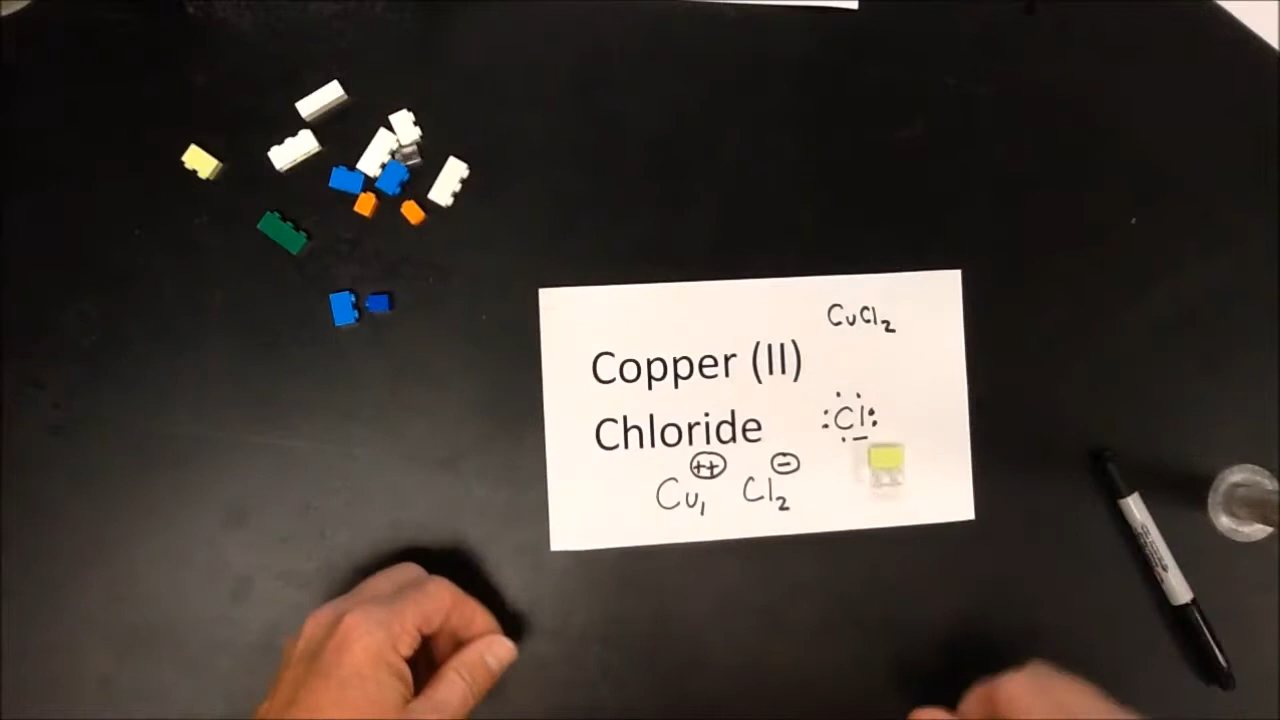 CuCl₂
Copper (II)
Chloride
Cl
++ -
Cu₁ Cl₂